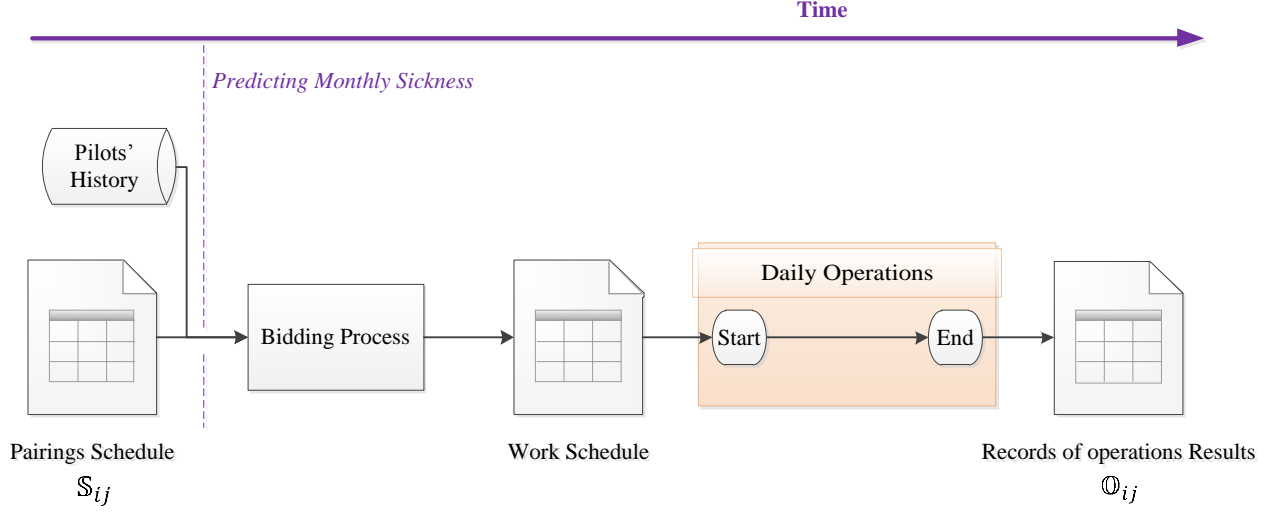 Time
Predicting Monthly Sickness
Pilots’
History
Daily Operations
Bidding Process
Start
End
Pairings Schedule
𝕊ij
Work Schedule
Records of operations Results
𝕆ij